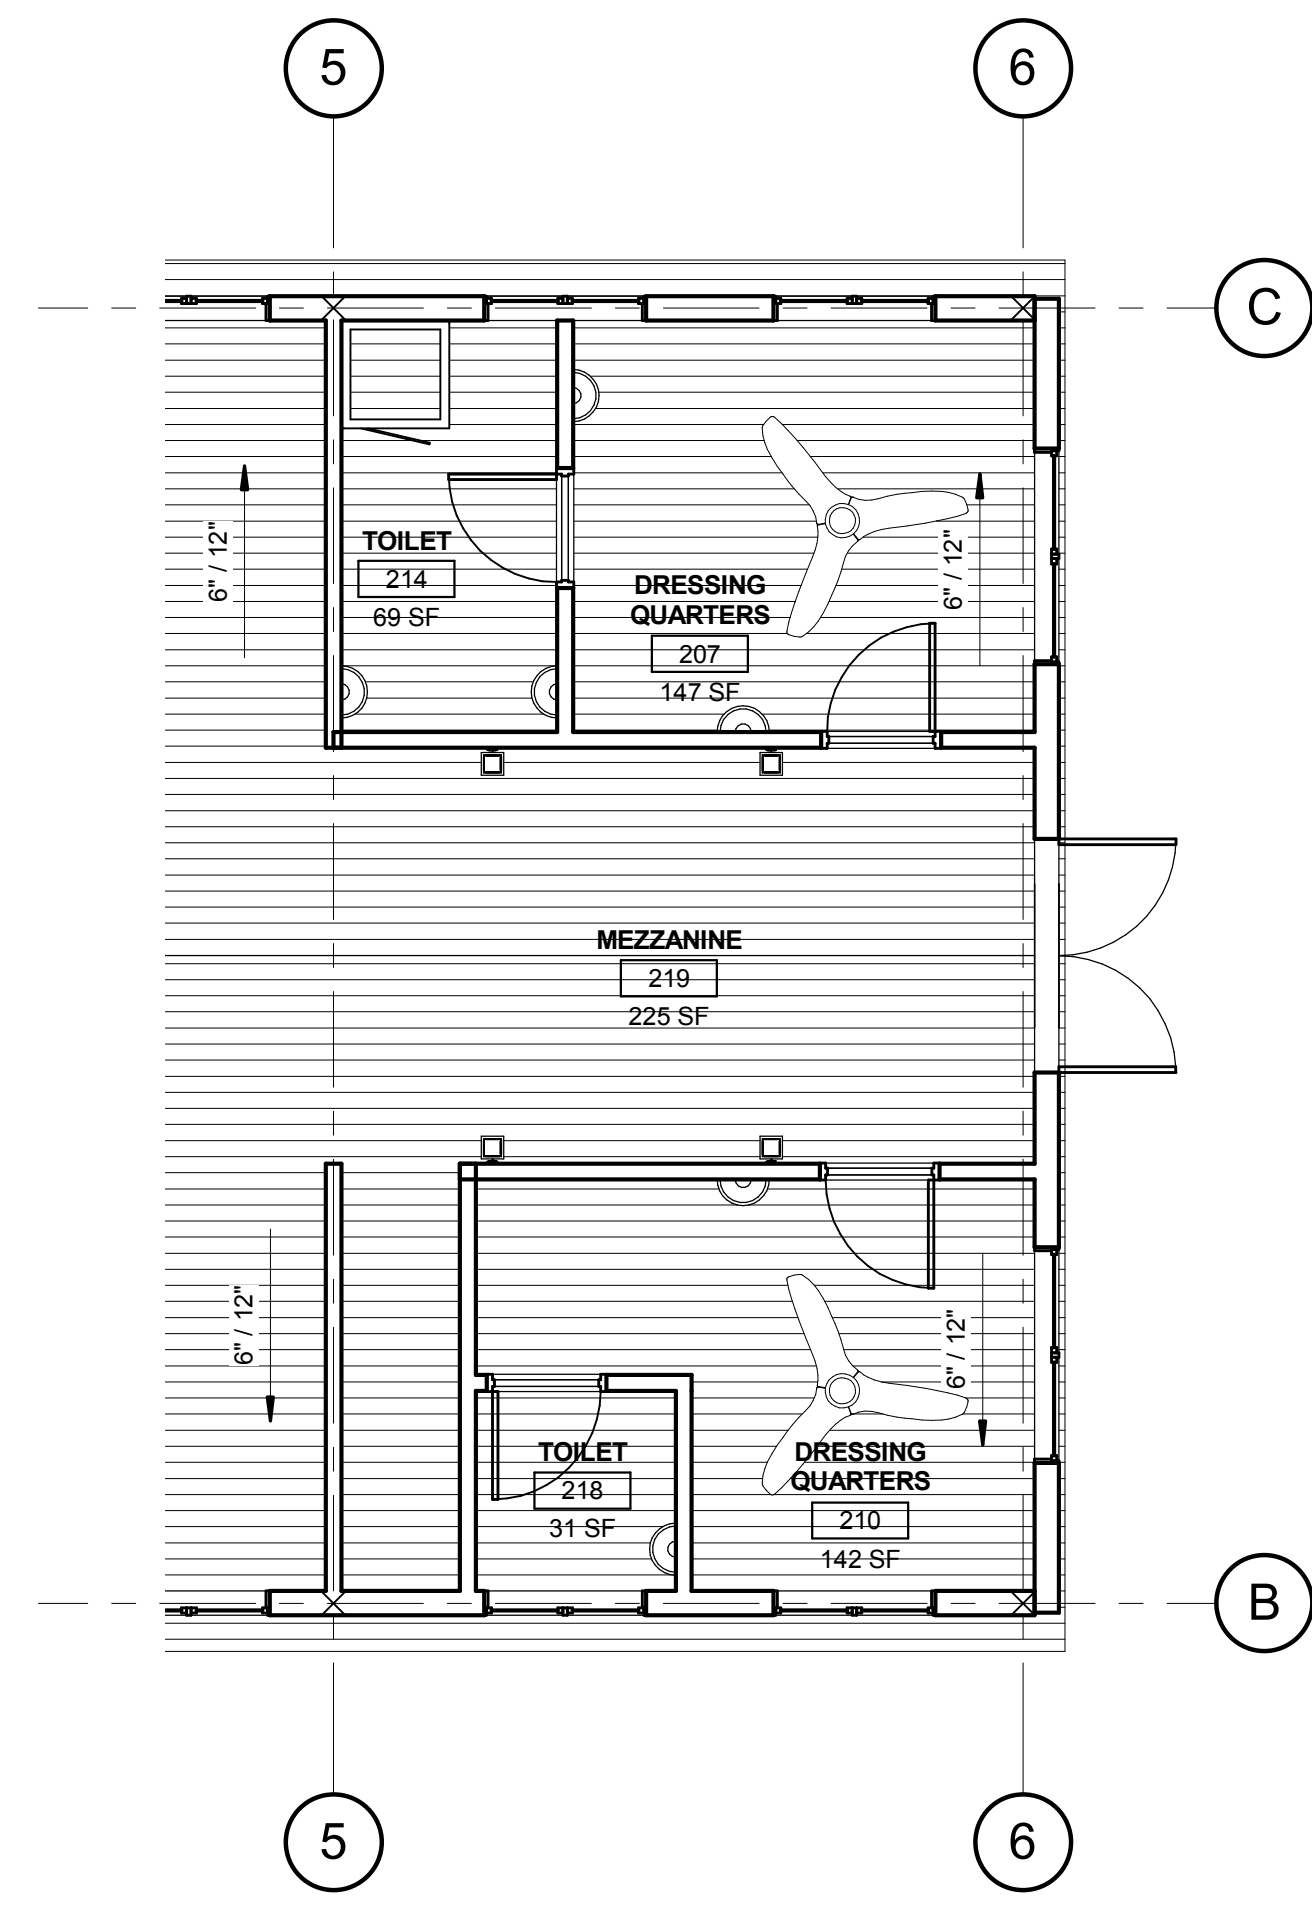 5
6
C
TOILET
214
69 SF
6" / 12"
DRESSING
QUARTERS
207
147 SF
6" / 12"
MEZZANINE
219
225 SF
6" / 12"
6" / 12"
TOILET
218
31 SF
DRESSING
QUARTERS
210
142 SF
B
5
6